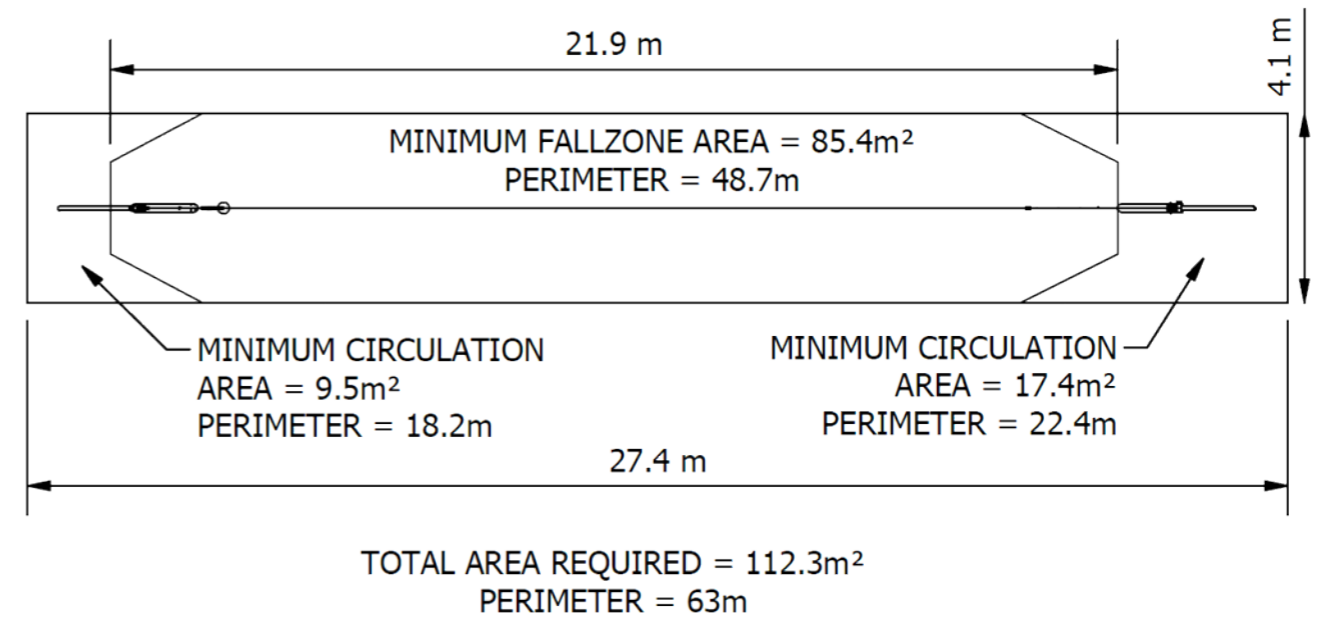 21.9 m
4.1 m
MINIMUM FALLZONE AREA = 85.4m²
PERIMETER = 48.7m
MINIMUM CIRCULATION
AREA = 9.5m²
PERIMETER = 18.2m
MINIMUM CIRCULATION
AREA = 17.4m²
PERIMETER = 22.4m
27.4 m
TOTAL AREA REQUIRED = 112.3m²
PERIMETER = 63m